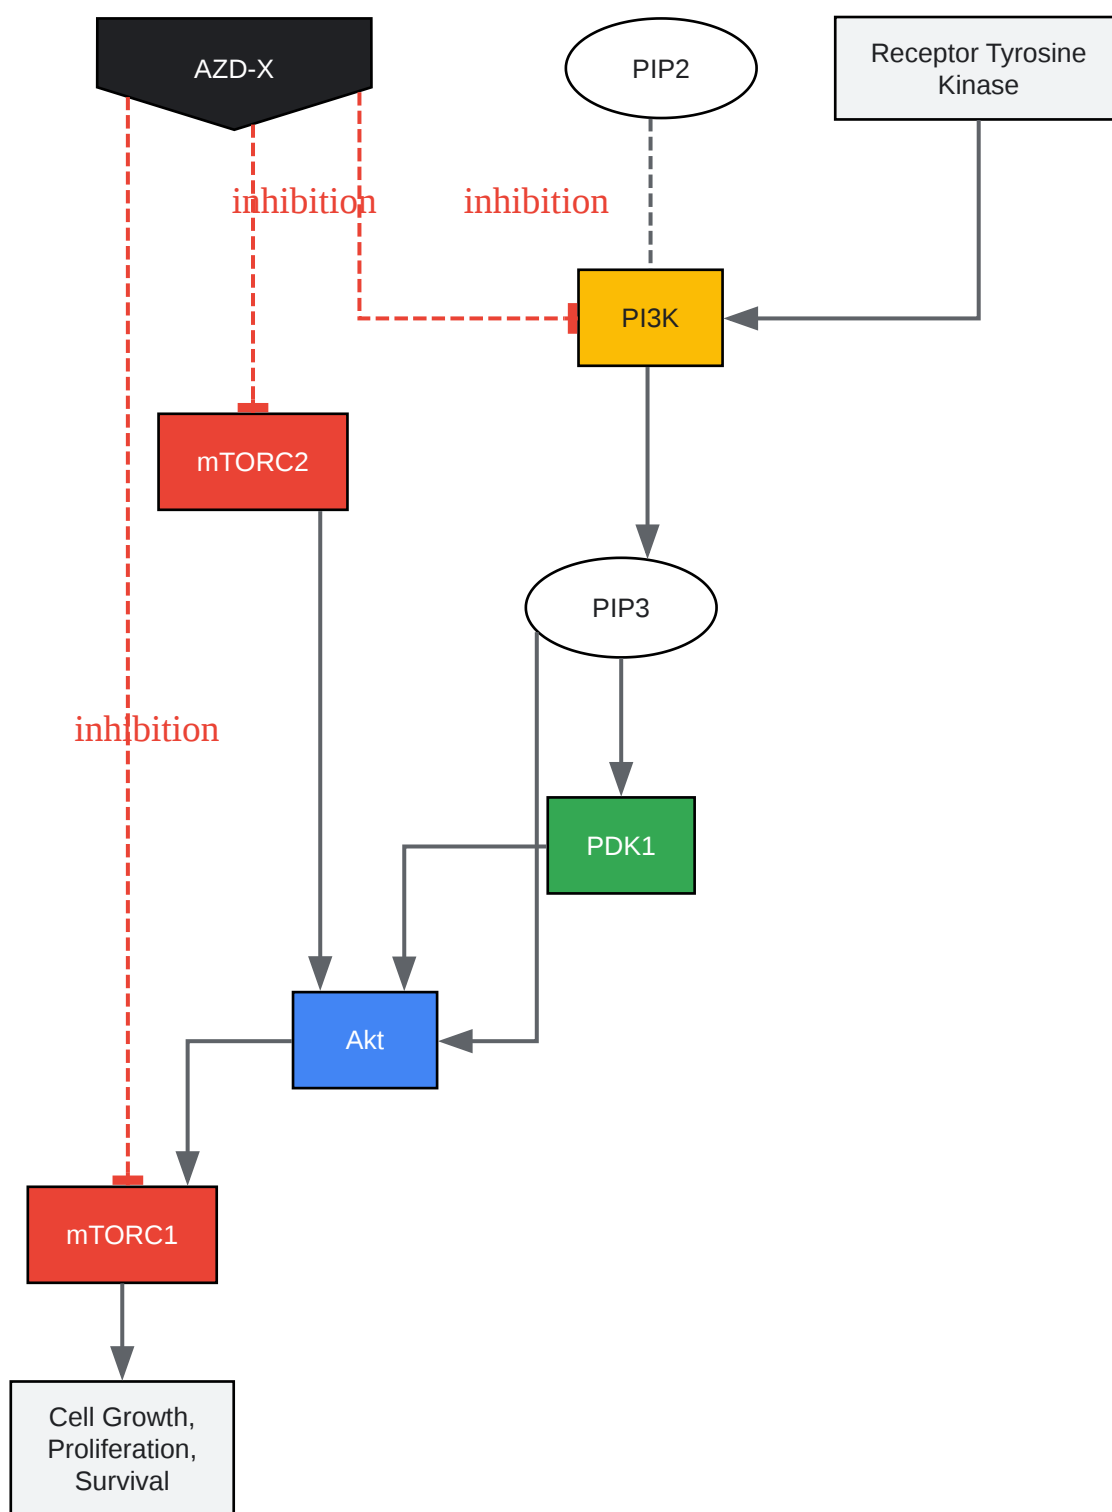 AZD-X
PIP2
Receptor Tyrosine
Kinase
inhibition
inhibition
PI3K
mTORC2
PIP3
inhibition
PDK1
Akt
mTORC1
Cell Growth,
Proliferation,
Survival